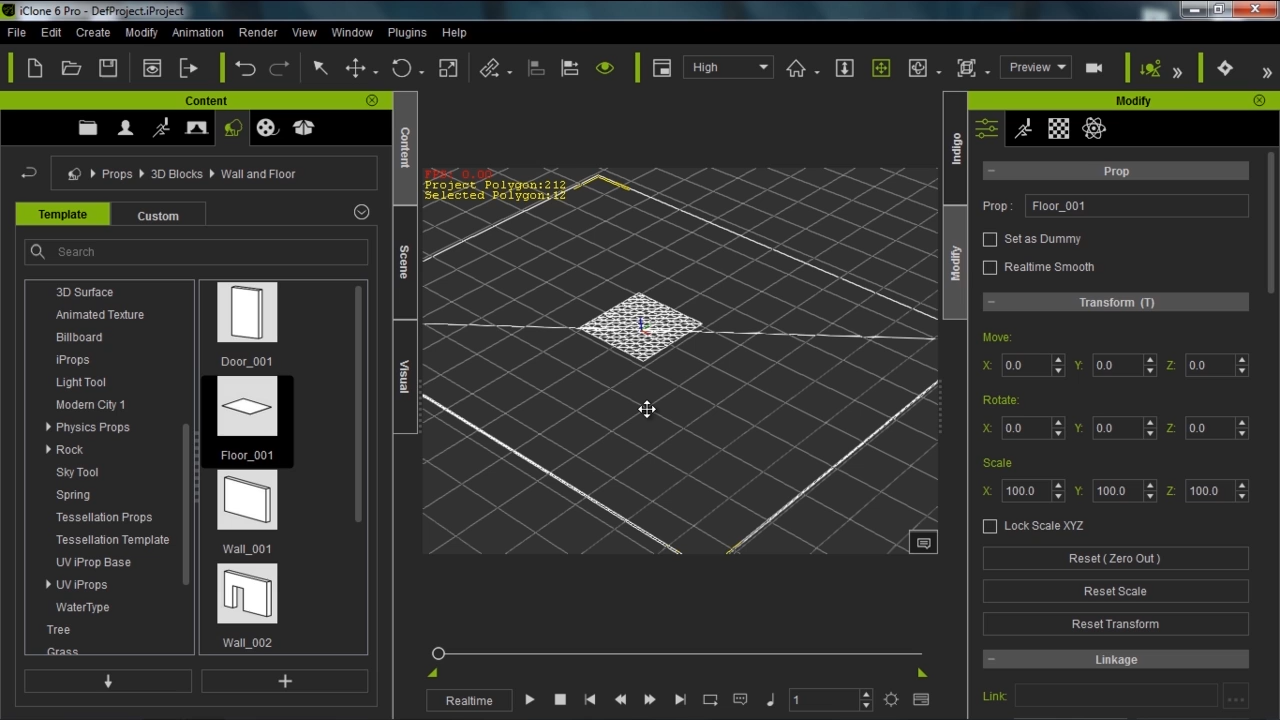 iClone 6 Pro - DefProject.iProject
File Edit Create Modify Animation Render View Window Plugins Help
High
Preview
Content
Modify
Props 3D Blocks Wall and Floor
Template Custom
Search
3D Surface
Animated Texture
Billboard
iProps
Light Tool
Modern City 1
Physics Props
Rock
Sky Tool
Spring
Tessellation Props
Tessellation Template
UV iProp Base
UV iProps
WaterType
Tree
Grass
Door_001
Floor_001
Wall_001
Wall_002
Content
Scene
Visual
FPS: 0.00
Project Polygon:212
Selected Polygon:12
Realtime
1
Indigo
Modify
Prop
Prop : Floor_001
Set as Dummy
Realtime Smooth
Transform (T)
Move:
X: 0.0 Y: 0.0 Z: 0.0
Rotate:
X: 0.0 Y: 0.0 Z: 0.0
Scale
X: 100.0 Y: 100.0 Z: 100.0
Lock Scale XYZ
Reset ( Zero Out )
Reset Scale
Reset Transform
Linkage
Link: